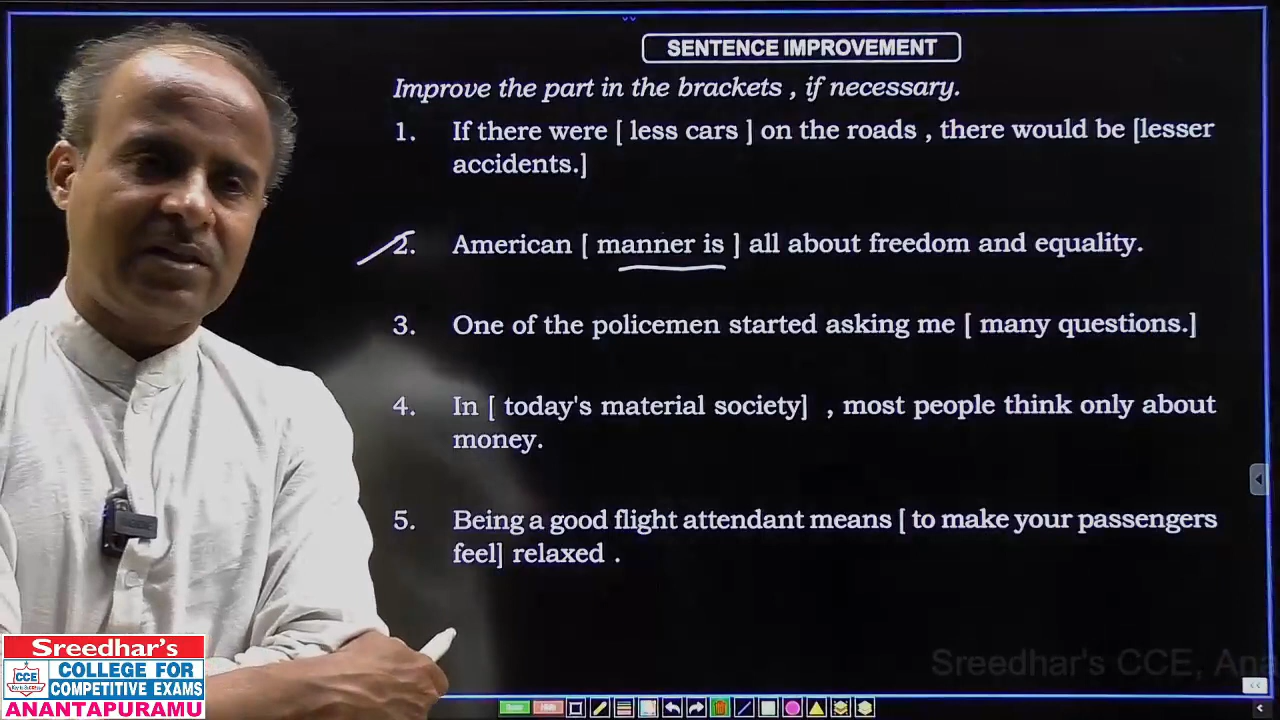 SENTENCE IMPROVEMENT
Improve the part in the brackets , if necessary.
1. If there were [ less cars ] on the roads , there would be [lesser
accidents.]
2. American [ manner is ] all about freedom and equality.
3. One of the policemen started asking me [ many questions.]
4. In [ today's material society] , most people think only about
money.
5. Being a good flight attendant means [ to make your passengers
feel] relaxed .
Sreedhar's
CCE
COLLEGE FOR
COMPETITIVE EXAMS
ANANTAPURAMU
Sreedhar's CCE, Ana